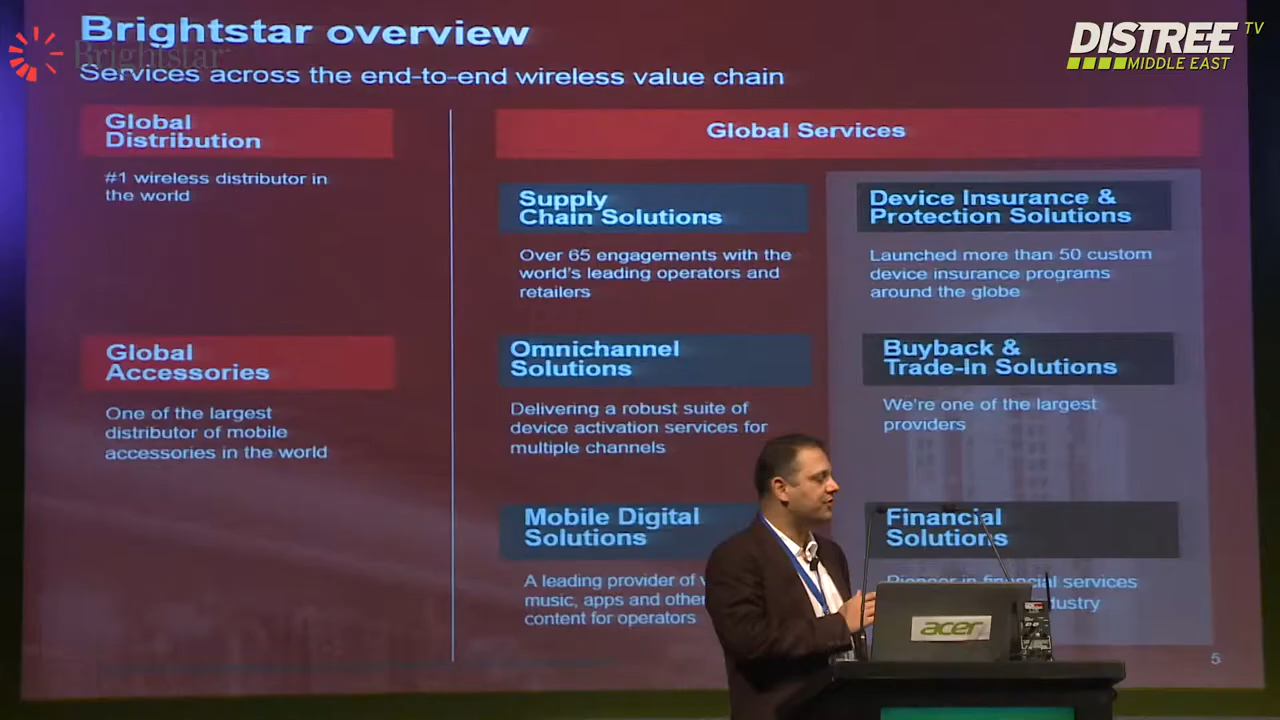 Brightstar overview
Brightstar
Services across the end-to-end wireless value chain
DISTREE TV
MIDDLE EAST
Global
Distribution
#1 wireless distributor in
the world
Global
Accessories
One of the largest
distributor of mobile
accessories in the world
Global Services
Supply
Chain Solutions
Over 65 engagements with the
world's leading operators and
retailers
Omnichannel
Solutions
Delivering a robust suite of
device activation services for
multiple channels
Mobile Digital
Solutions
A leading provider of
music, apps and other
content for operators
Device Insurance &
Protection Solutions
Launched more than 50 custom
device insurance programs
around the globe
Buyback &
Trade-In Solutions
We're one of the largest
providers
Financial
Solutions
Pioneer in financial services
acer
5